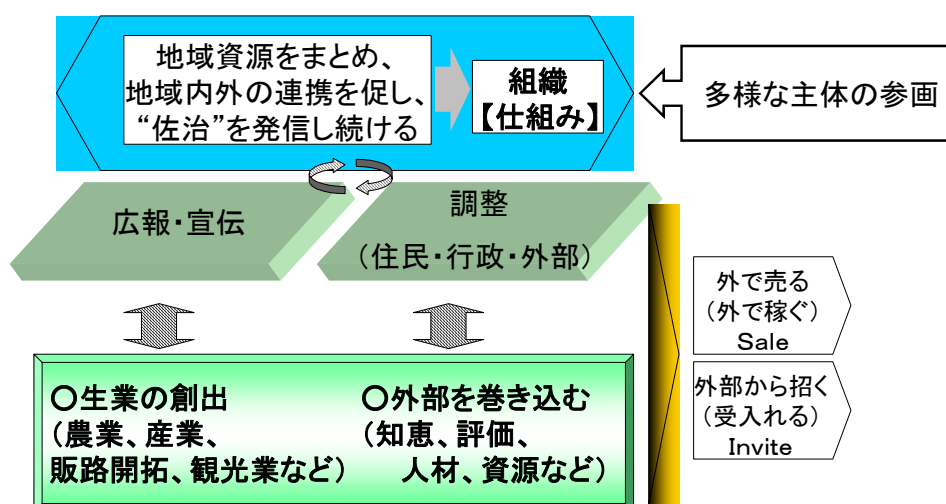 地域資源をまとめ、
地域内外の連携を促し、
“佐治”を発信し続ける
組織
【仕組み】
多様な主体の参画
広報・宣伝
調整
（住民・行政・外部）
外で売る
（外で稼ぐ）
Sale
外部から招く
（受入れる）
Invite
○生業の創出
（農業、産業、
販路開拓、観光業など）
○外部を巻き込む
（知恵、評価、
人材、資源など）